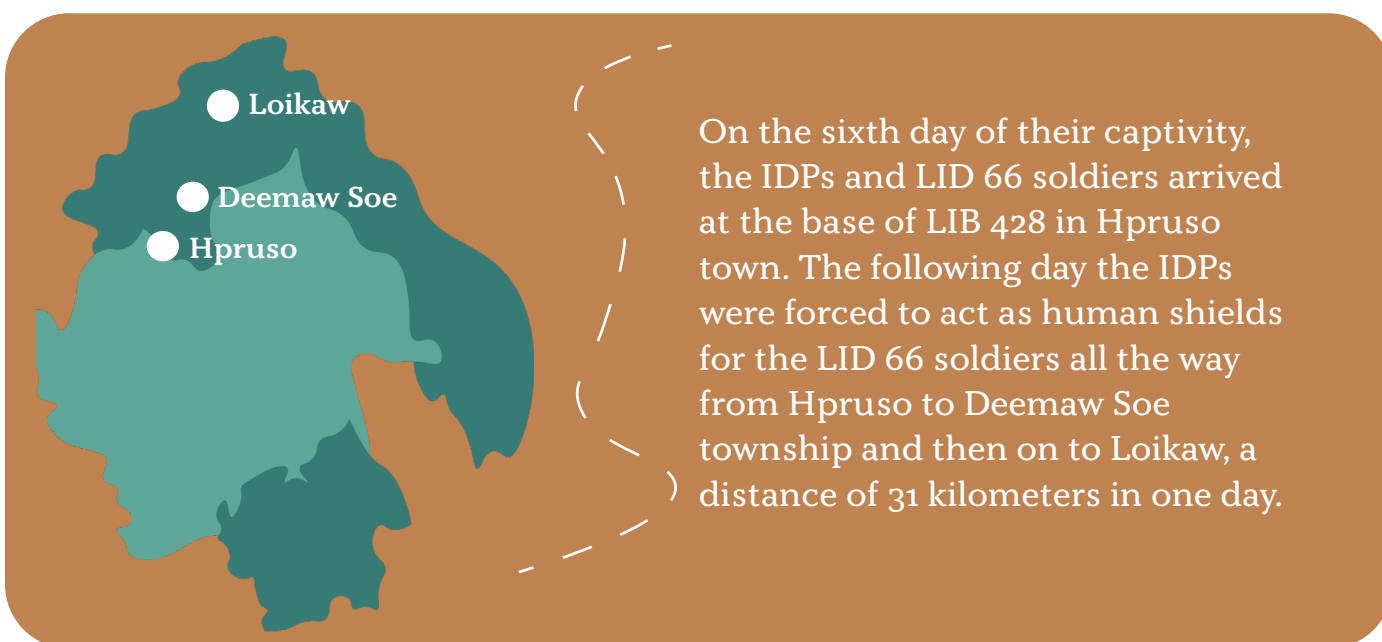 Loikaw
Deemaw Soe
Hpruso
On the sixth day of their captivity,
the IDPs and LID 66 soldiers arrived
at the base of LIB 428 in Hpruso
town. The following day the IDPs
were forced to act as human shields
for the LID 66 soldiers all the way
from Hpruso to Deemaw Soe
township and then on to Loikaw, a
distance of 31 kilometers in one day.